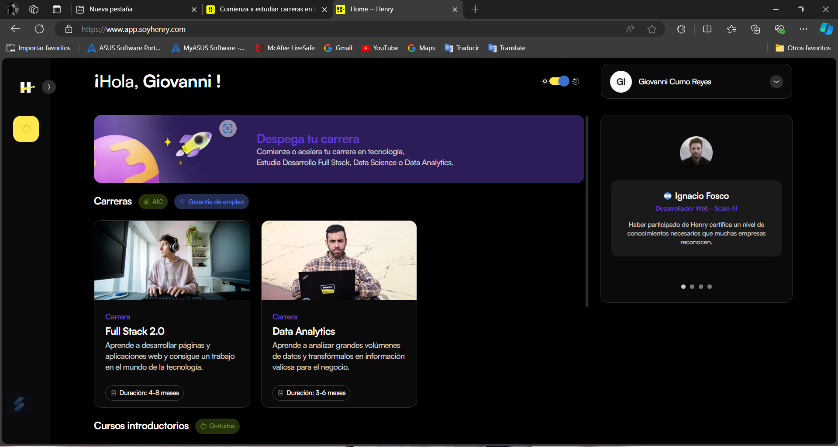 Nueva pestaña
Comienza a estudiar carreras en t
Home -- Henry
https://www.app.soyhenry.com
Importar favoritos
ASUS Software Port...
MyASUS Software -...
McAfee LiveSafe
Gmail
YouTube
Maps
Traducir
Translate
Otros favoritos
H
¡Hola, Giovanni !
GI
Giovanni Cumo Reyes
Despega tu carrera
Comienza o acelera tu carrera en tecnología.
Estudia Desarrollo Full Stack, Data Science o Data Analytics.
Carreras
AIC
Garantía de empleo
Carrera
Full Stack 2.0
Aprende a desarrollar páginas y
aplicaciones web y consigue un trabajo
en el mundo de la tecnología.
Duración: 4-8 meses
HENRY
Carrera
Data Analytics
Aprende a analizar grandes volúmenes
de datos y transfórmalos en información
valiosa para el negocio.
Duración: 3-6 meses
Ignacio Fosco
Desarrollador Web - Scale AI
Haber participado de Henry certifica un nivel de
conocimientos necesarios que muchas empresas
reconocen.
Cursos introductorios
Gratuitos